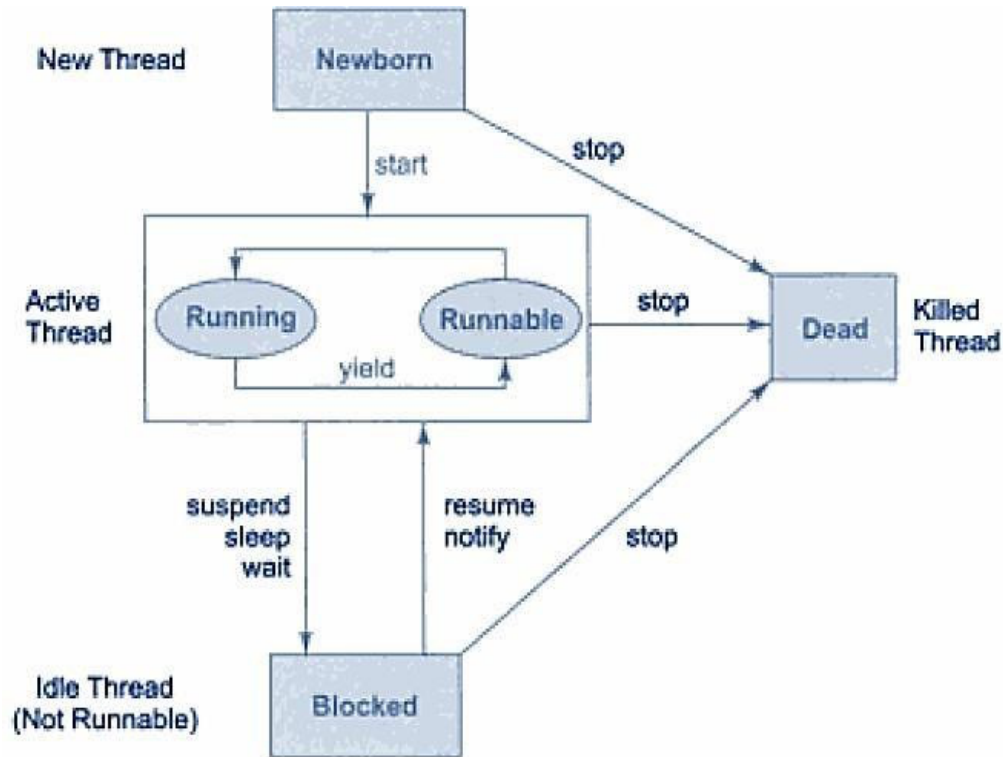 New Thread
Newborn
start
stop
Active
Thread
Running
Runnable
yield
stop
Dead
Killed
Thread
suspend
sleep
wait
resume
notify
stop
Idle Thread
(Not Runnable)
Blocked